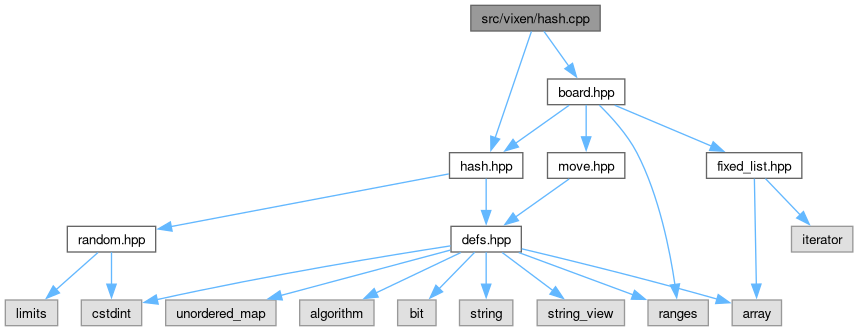 src/vixen/hash.cpp
board.hpp
hash.hpp
move.hpp
fixed_list.hpp
random.hpp
defs.hpp
iterator
limits
cstdint
unordered_map
algorithm
bit
string
string_view
ranges
array